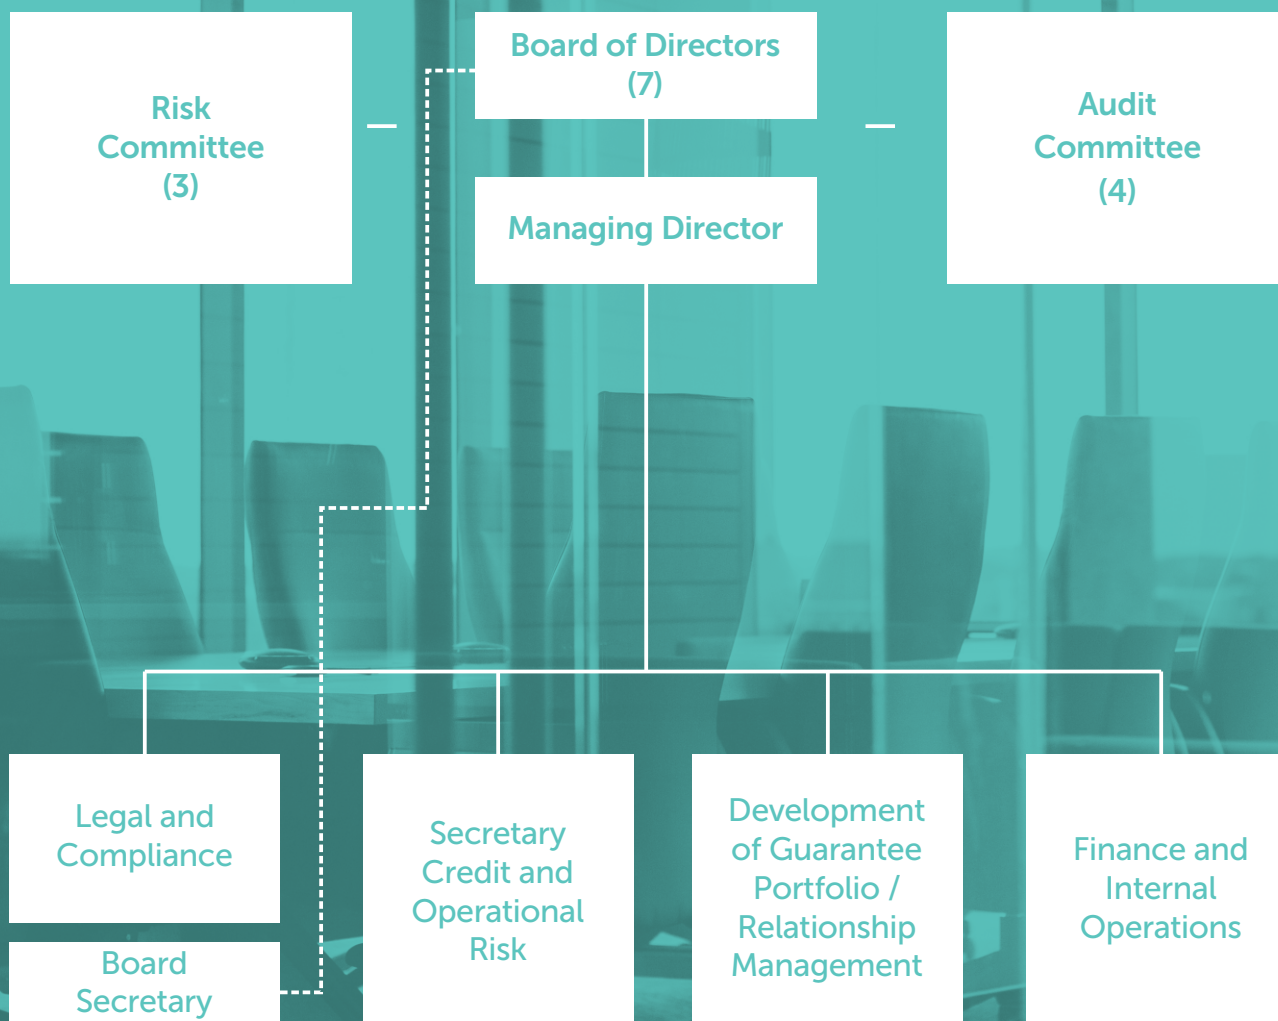 Risk
Committee
(3)
Board of Directors
(7)
Audit
Committee
(4)
Managing Director
Legal and
Compliance
Board
Secretary
Secretary
Credit and
Operational
Risk
Development
of Guarantee
Portfolio /
Relationship
Management
Finance and
Internal
Operations